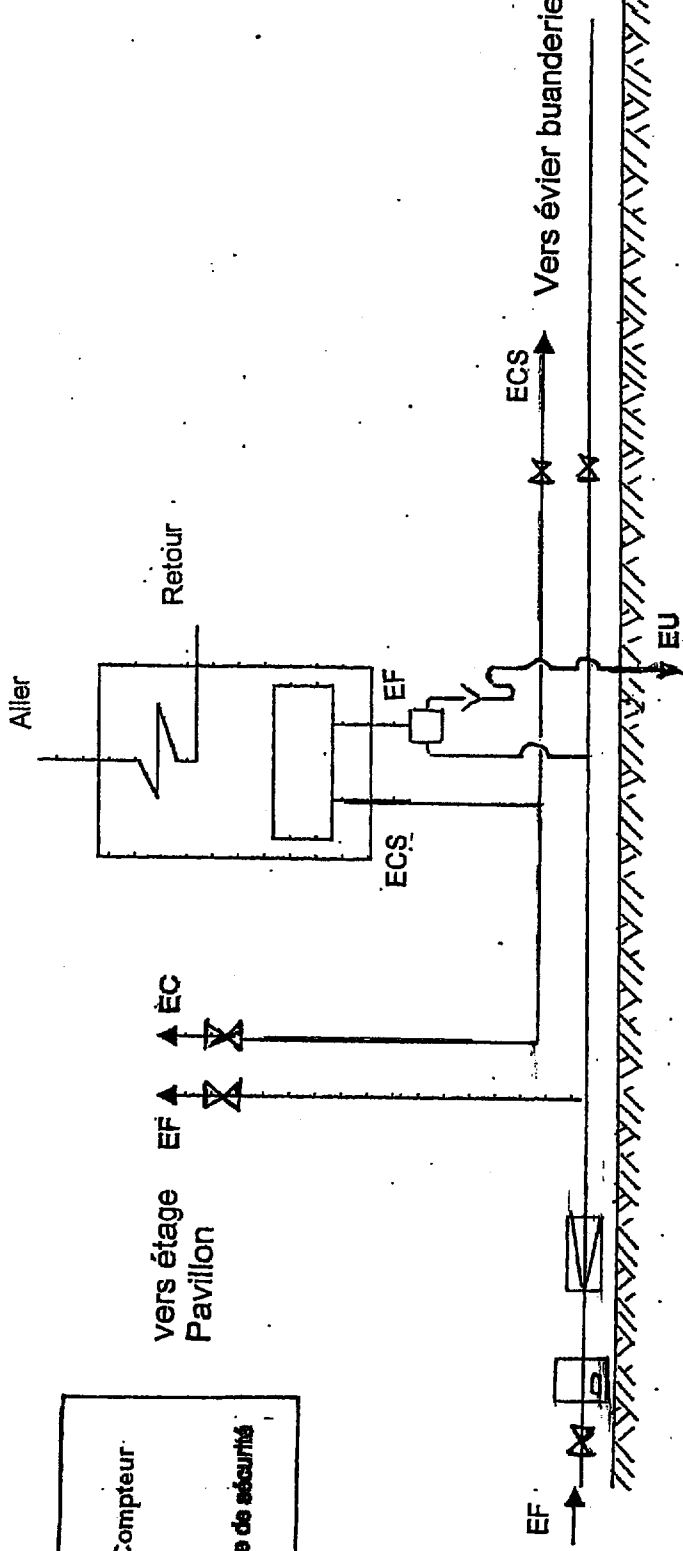 Compteur
de sécurité
vers étage
Pavillon
EF
EC
Aller
Retour
ECS
EF
ECS
Vers évier buanderie
EF
EU